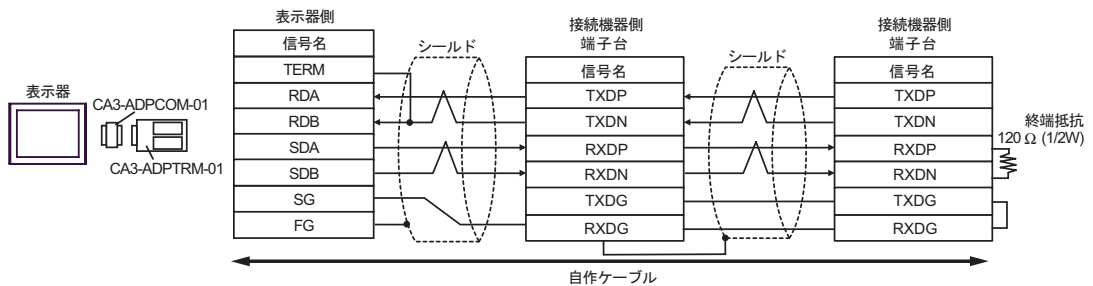 表示器
CA3-ADPCOM-01
CA3-ADPTRM-01
表示器側
信号名
TERM
RDA
RDB
SDA
SDB
SG
FG
シールド
接続機器側
端子台
信号名
TXDP
TXDN
RXDP
RXDN
TXDG
RXDG
シールド
接続機器側
端子台
信号名
TXDP
TXDN
RXDP
RXDN
TXDG
RXDG
終端抵抗
120 Ω (1/2W)
自作ケーブル